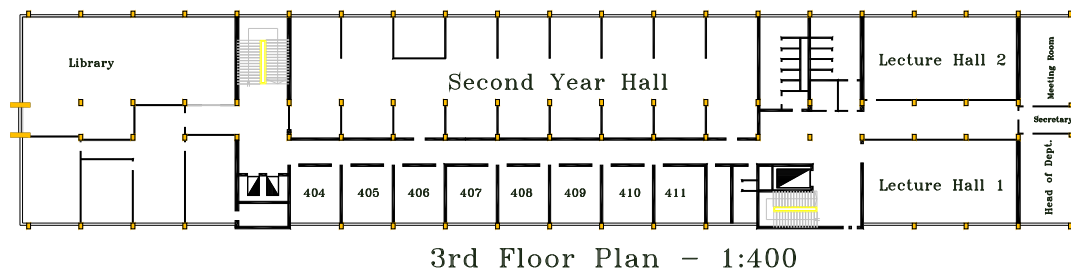 Library
Second Year Hall
Lecture Hall 2
Meeting Room
Secretary
404
405
406
407
408
409
410
411
Lecture Hall 1
Head of Dept.
3rd Floor Plan - 1:400